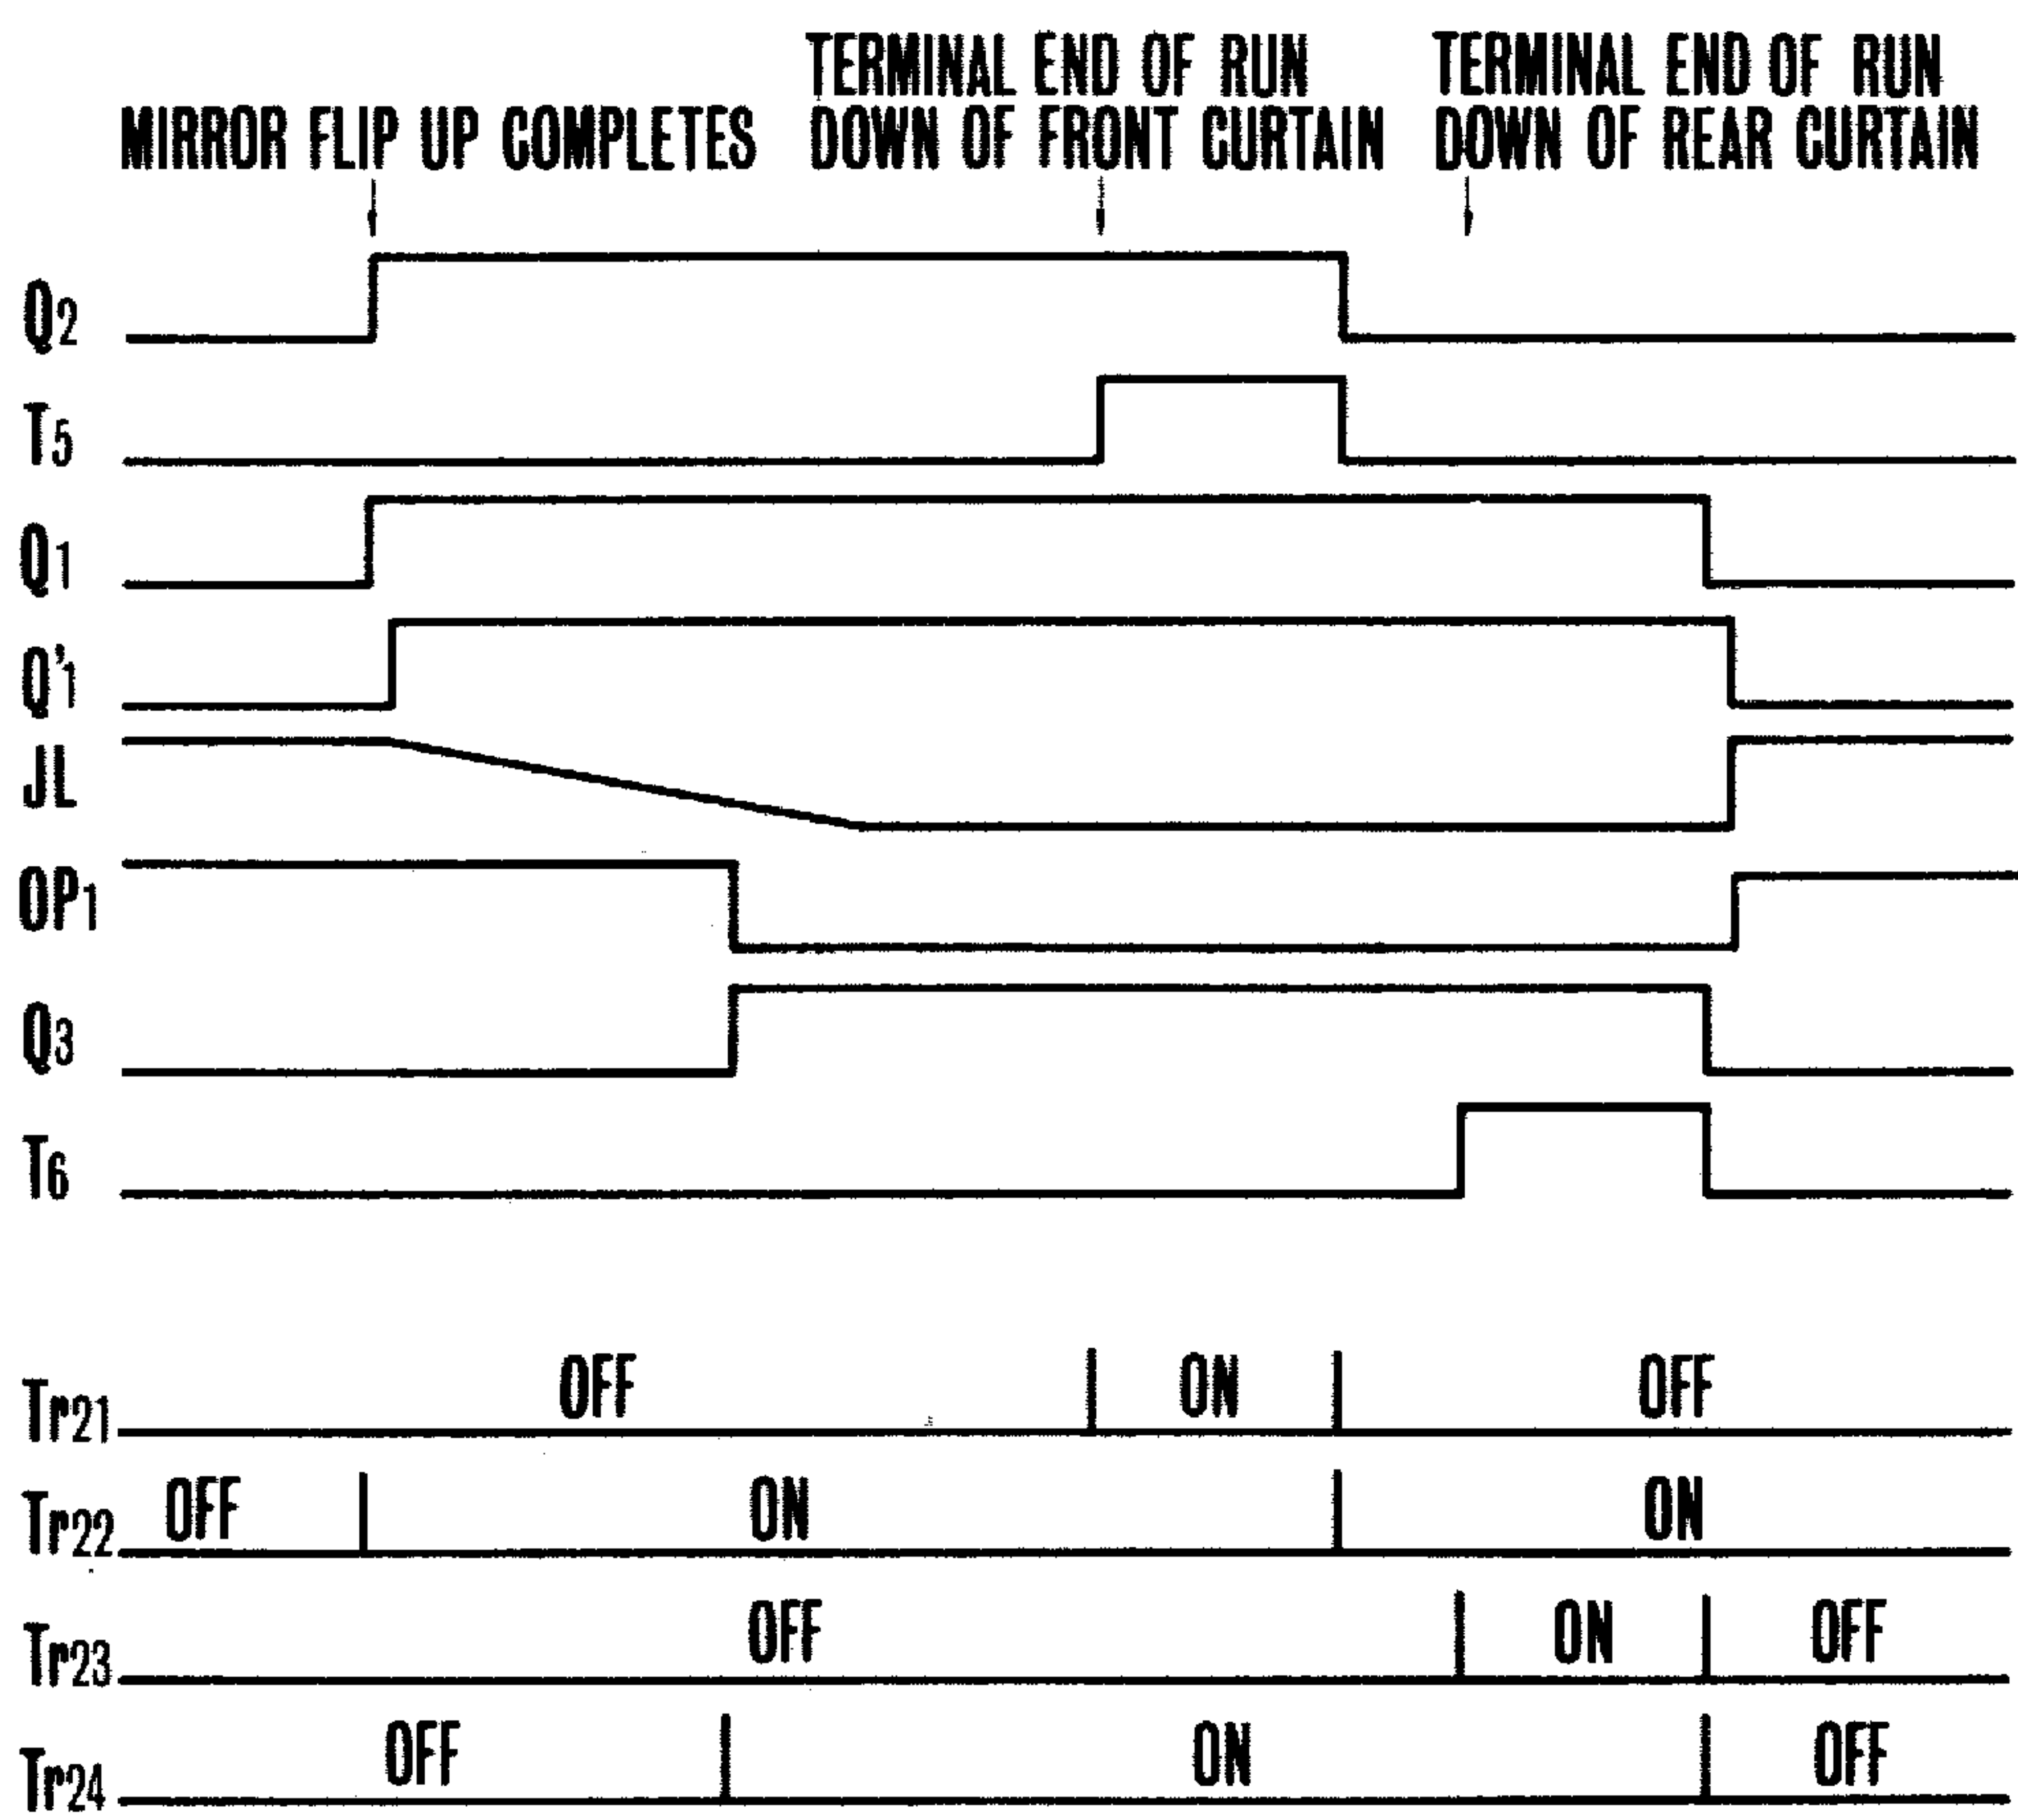 MIRROR FLIP UP COMPLETES
TERMINAL END OF RUN
DOWN OF FRONT CURTAIN
TERMINAL END OF RUN
DOWN OF REAR CURTAIN
Q2
T5
Q1
Q'1
JL
OP1
Q3
T6
Tr21 OFF ON OFF
Tr22 OFF ON ON
Tr23 OFF ON OFF
Tr24 OFF ON OFF